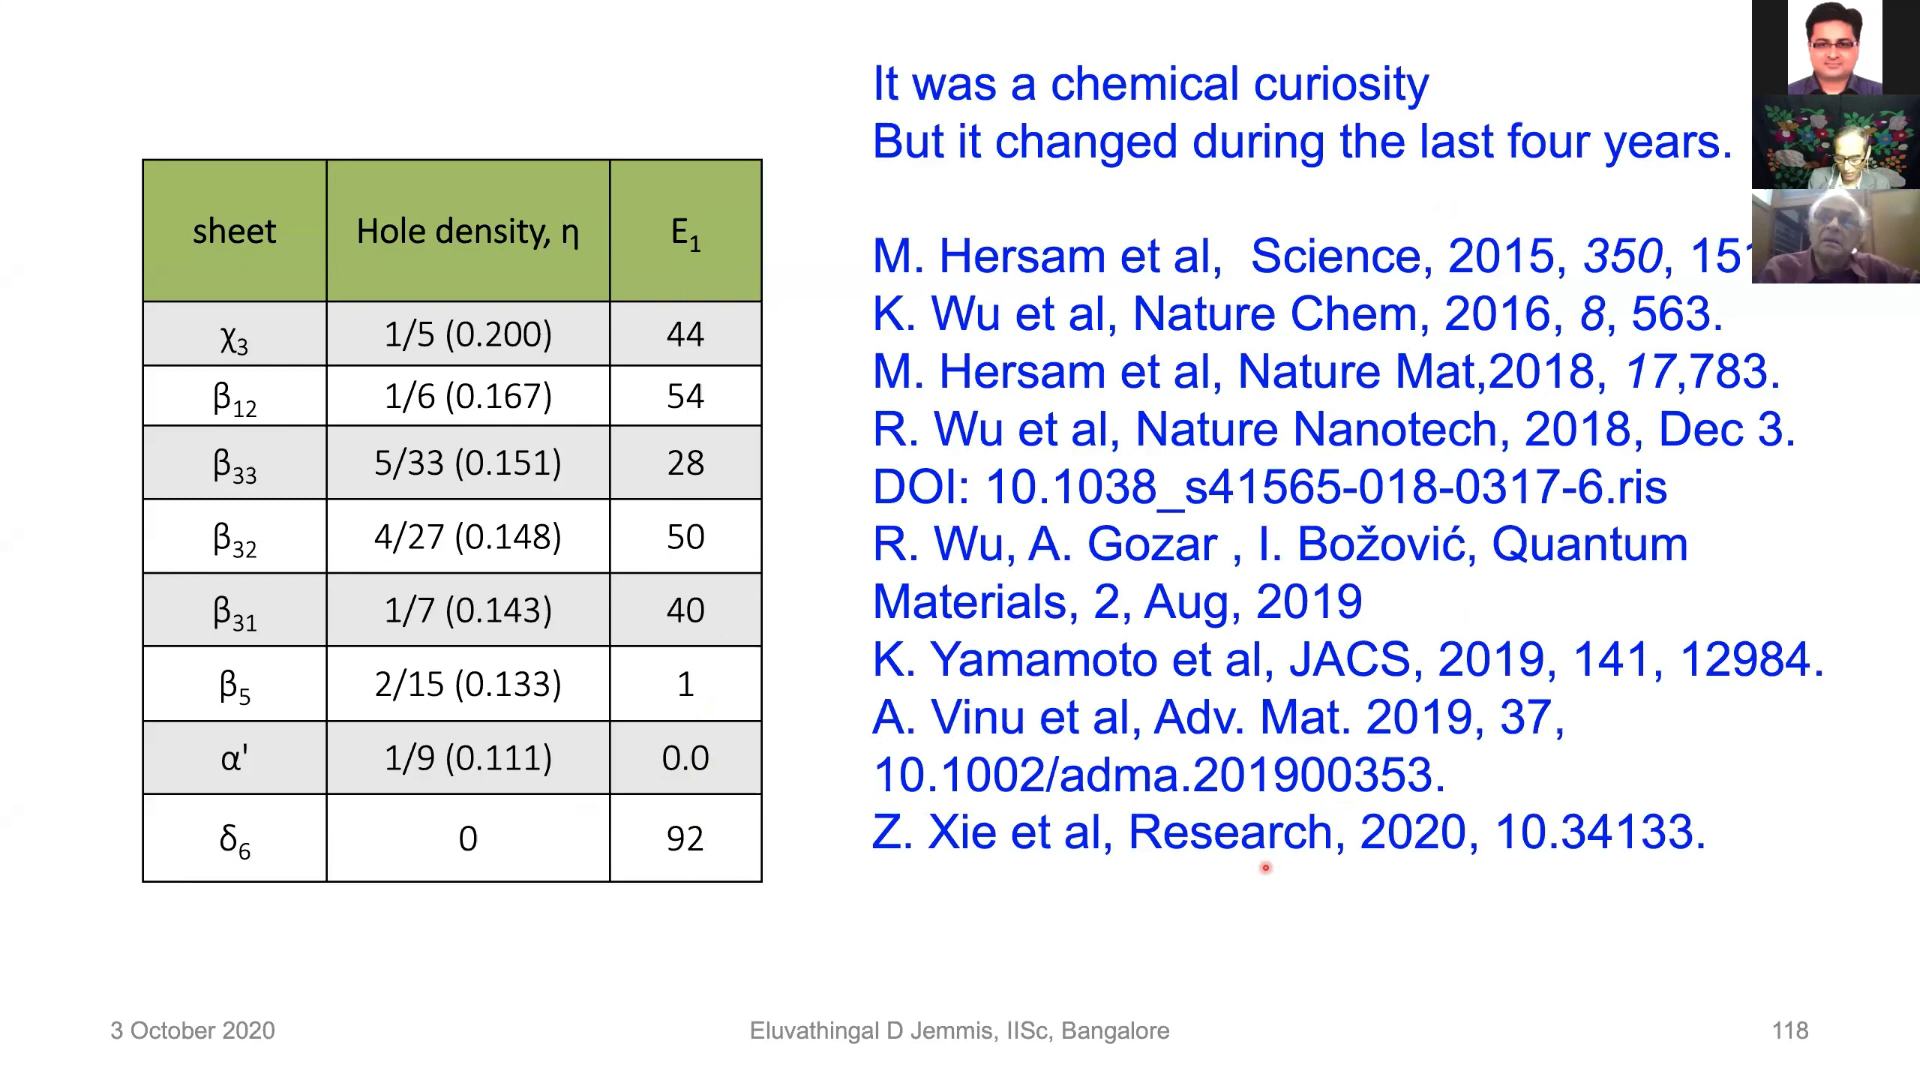 It was a chemical curiosity
But it changed during the last four years.
sheet Hole density, η E₁
χ₃ 1/5 (0.200) 44
β₁₂ 1/6 (0.167) 54
β₃₃ 5/33 (0.151) 28
β₃₂ 4/27 (0.148) 50
β₃₁ 1/7 (0.143) 40
β₅ 2/15 (0.133) 1
α' 1/9 (0.111) 0.0
δ₆ 0 92
M. Hersam et al, Science, 2015, 350,
K. Wu et al, Nature Chem, 2016, 8, 563.
M. Hersam et al, Nature Mat,2018, 17,783.
R. Wu et al, Nature Nanotech, 2018, Dec 3.
DOI: 10.1038_s41565-018-0317-6.ris
R. Wu, A. Gozar , I. Božović, Quantum
Materials, 2, Aug, 2019
K. Yamamoto et al, JACS, 2019, 141, 12984.
A. Vinu et al, Adv. Mat. 2019, 37,
10.1002/adma.201900353.
Z. Xie et al, Research, 2020, 10.34133.
3 October 2020
Eluvathingal D Jemmis, IISc, Bangalore
118